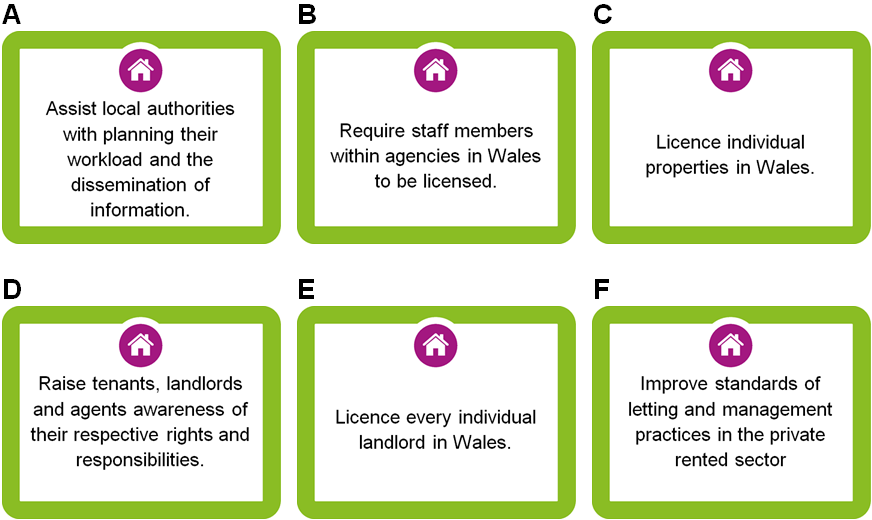 A
Assist local authorities
with planning their
workload and the
dissemination of
information.
B
Require staff members
within agencies in Wales
to be licensed.
C
Licence individual
properties in Wales.
D
Raise tenants, landlords
and agents awareness of
their respective rights and
responsibilities.
E
Licence every individual
landlord in Wales.
F
Improve standards of
letting and management
practices in the private
rented sector